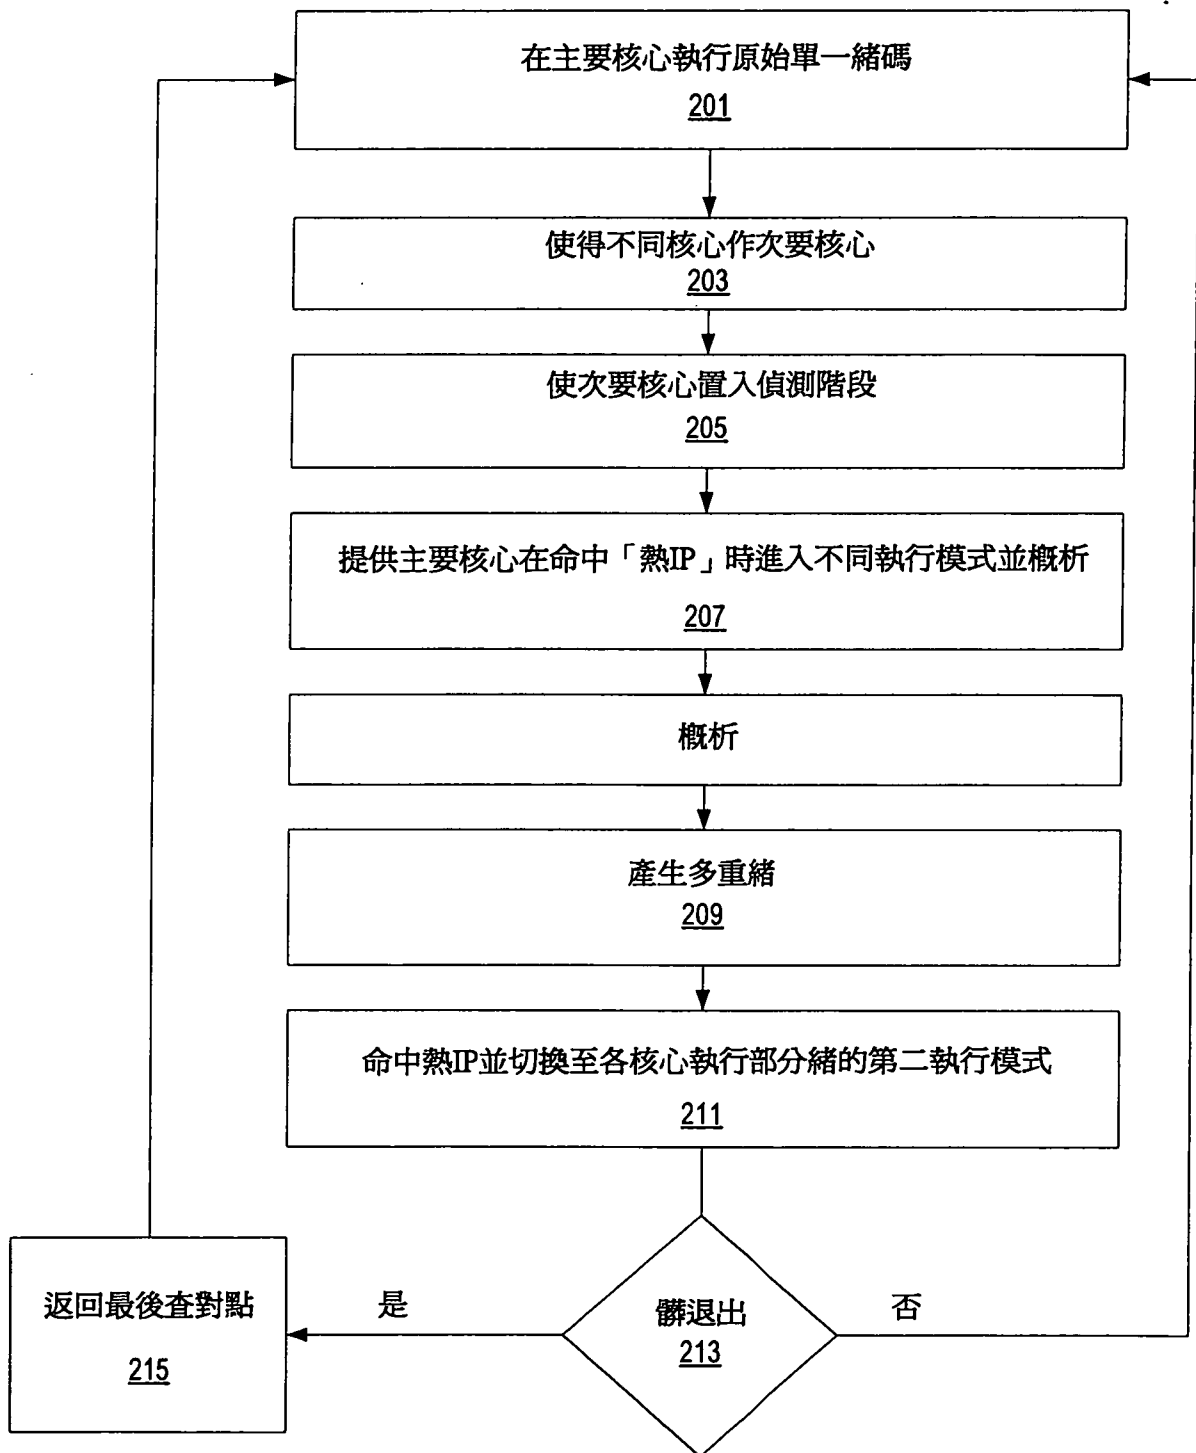 在主要核心執行原始單一緒碼
201
使得不同核心作次要核心
203
使次要核心置入偵測階段
205
提供主要核心在命中「熱IP」時進入不同執行模式並概析
207
概析
產生多重緒
209
命中熱IP並切換至各核心執行部分緒的第二執行模式
211
返回最後查對點
215
是
髒退出
213
否